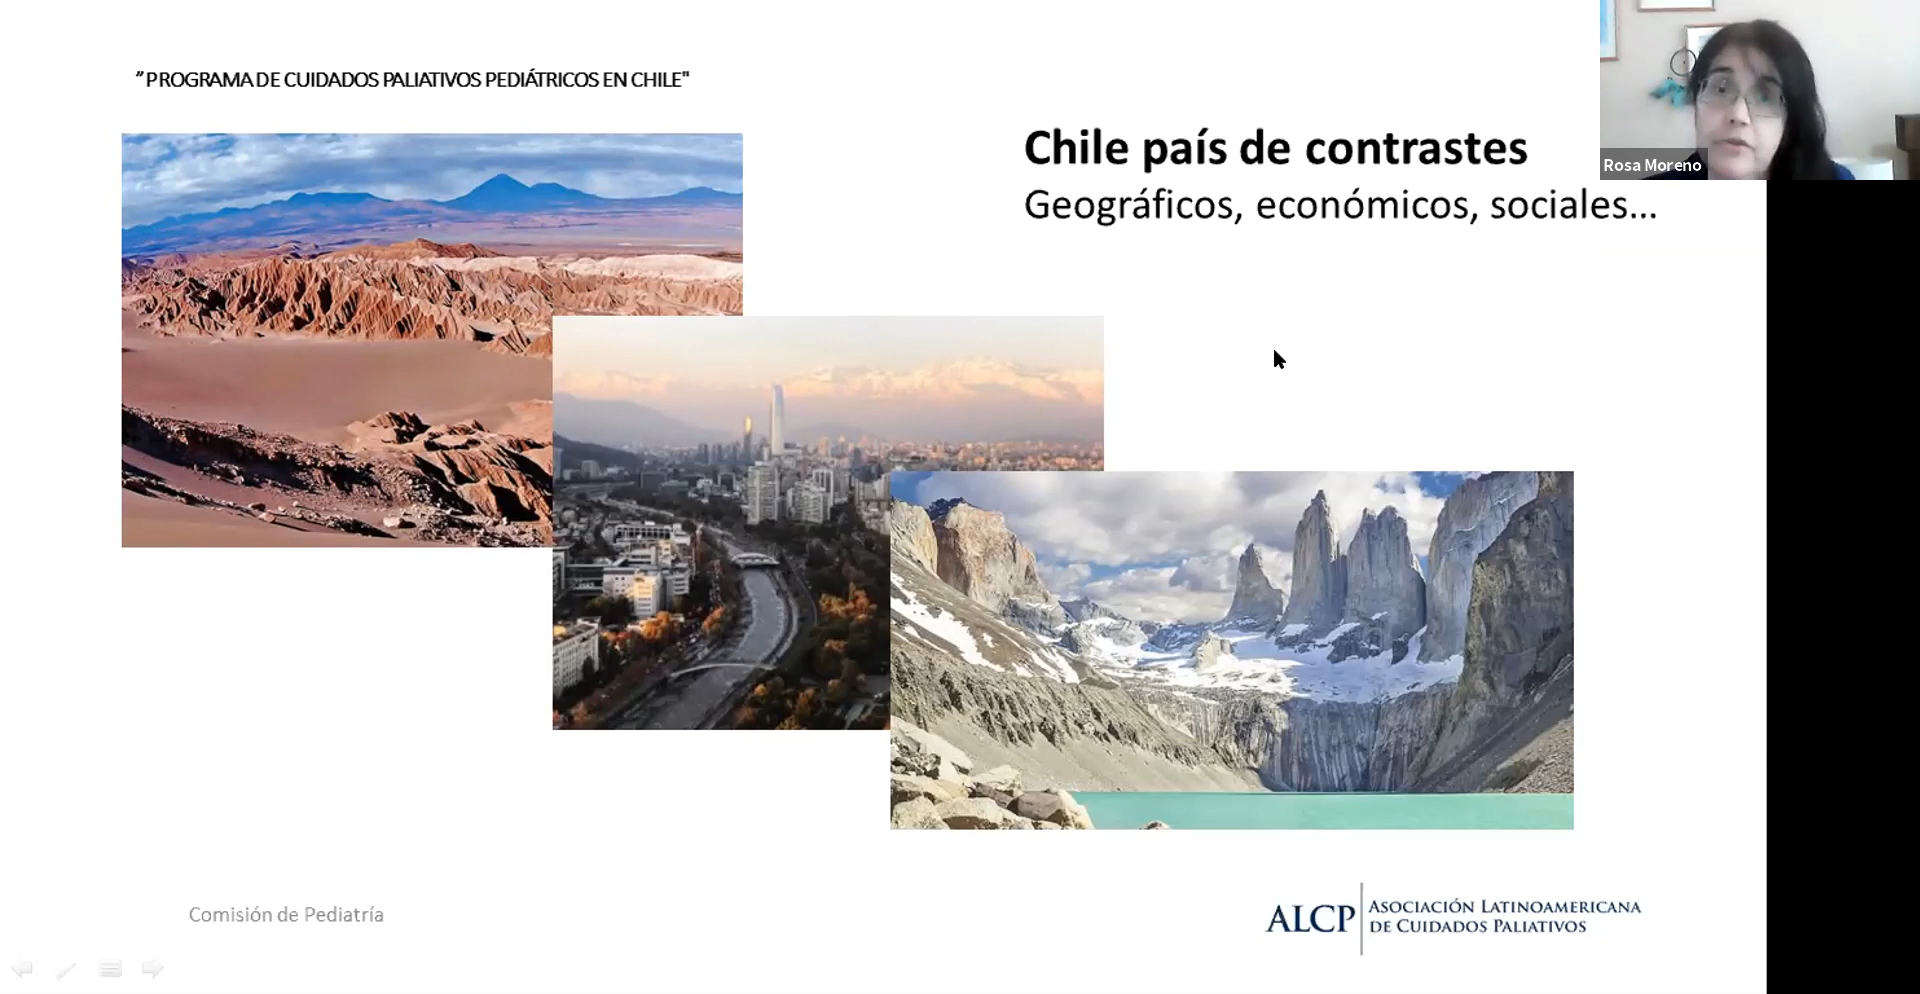 ”PROGRAMA DE CUIDADOS PALIATIVOS PEDIÁTRICOS EN CHILE"
Chile país de contrastes
Geográficos, económicos, sociales...
Rosa Moreno
Comisión de Pediatría
ALCP
ASOCIACIÓN LATINOAMERICANA
DE CUIDADOS PALIATIVOS